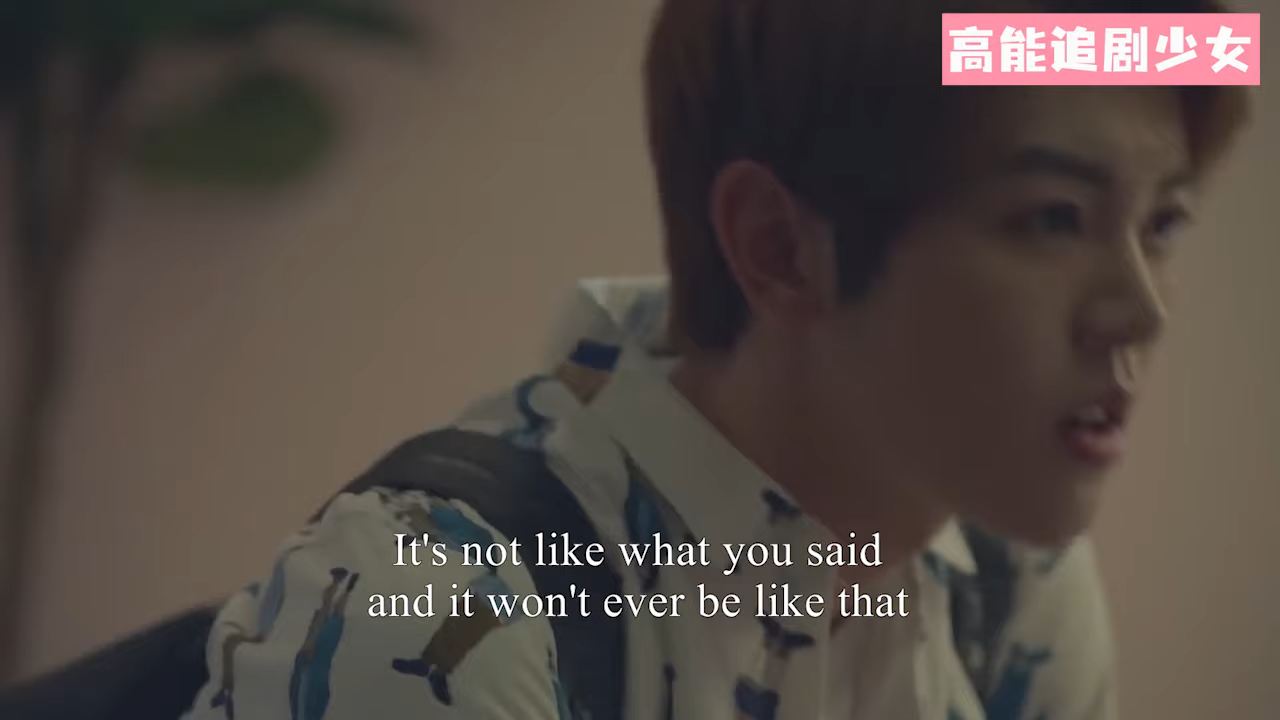 高能追剧少女
It's not like what you said
and it won't ever be like that